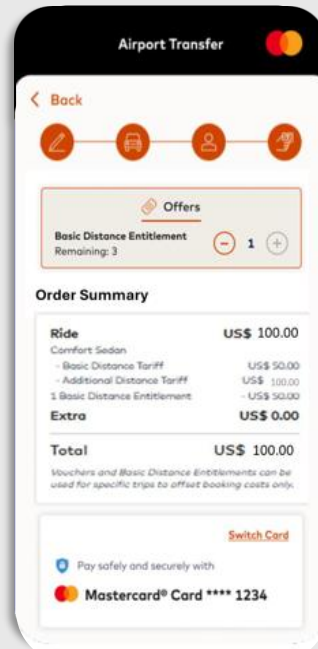 Airport Transfer
Back
Offers
Basic Distance Entitlement
Remaining: 3
1
Order Summary
Ride US$ 100.00
Comfort Sedan
- Basic Distance Tariff US$ 50.00
- Additional Distance Tariff US$ 100.00
1 Basic Distance Entitlement - US$ 50.00
Extra US$ 0.00
Total US$ 100.00
Vouchers and Basic Distance Entitlements can be
used for specific trips to offset booking costs only.
Switch Card
Pay safely and securely with
Mastercard® Card **** 1234